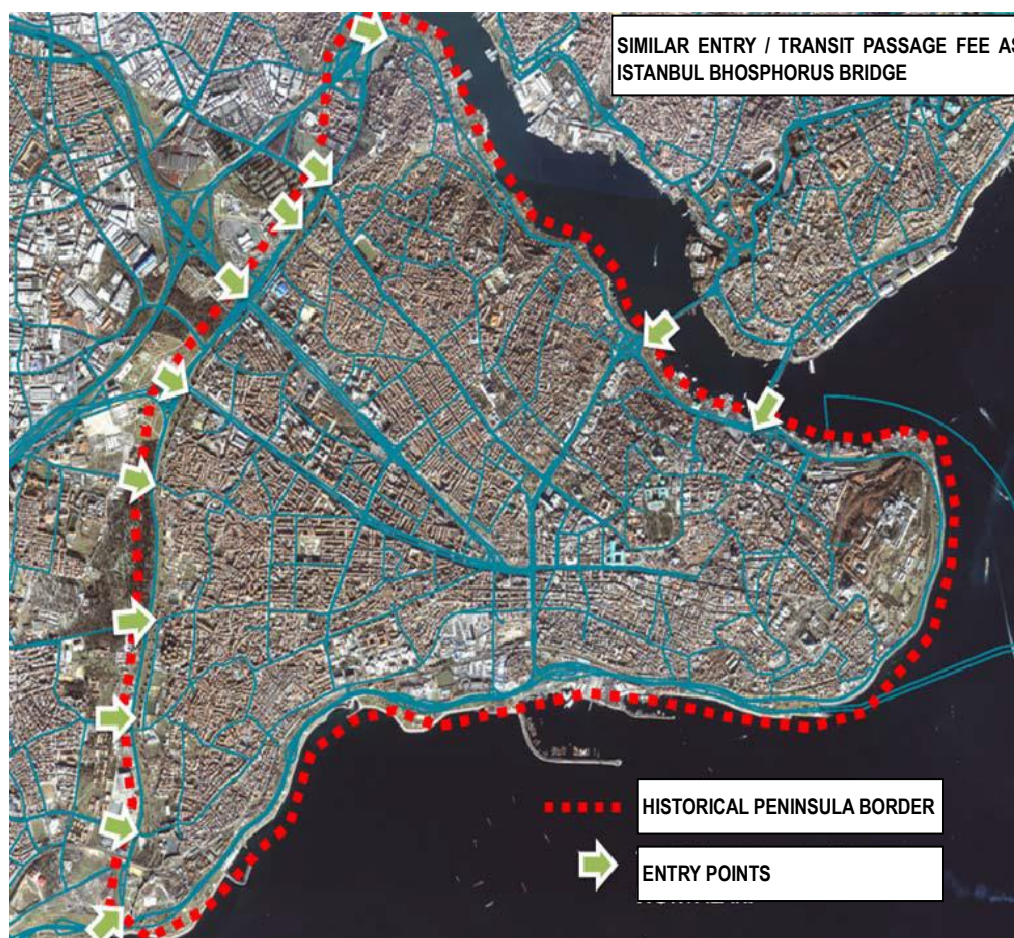 SIMILAR ENTRY / TRANSIT PASSAGE FEE AS
ISTANBUL BHOSPHORUS BRIDGE
HISTORICAL PENINSULA BORDER
ENTRY POINTS